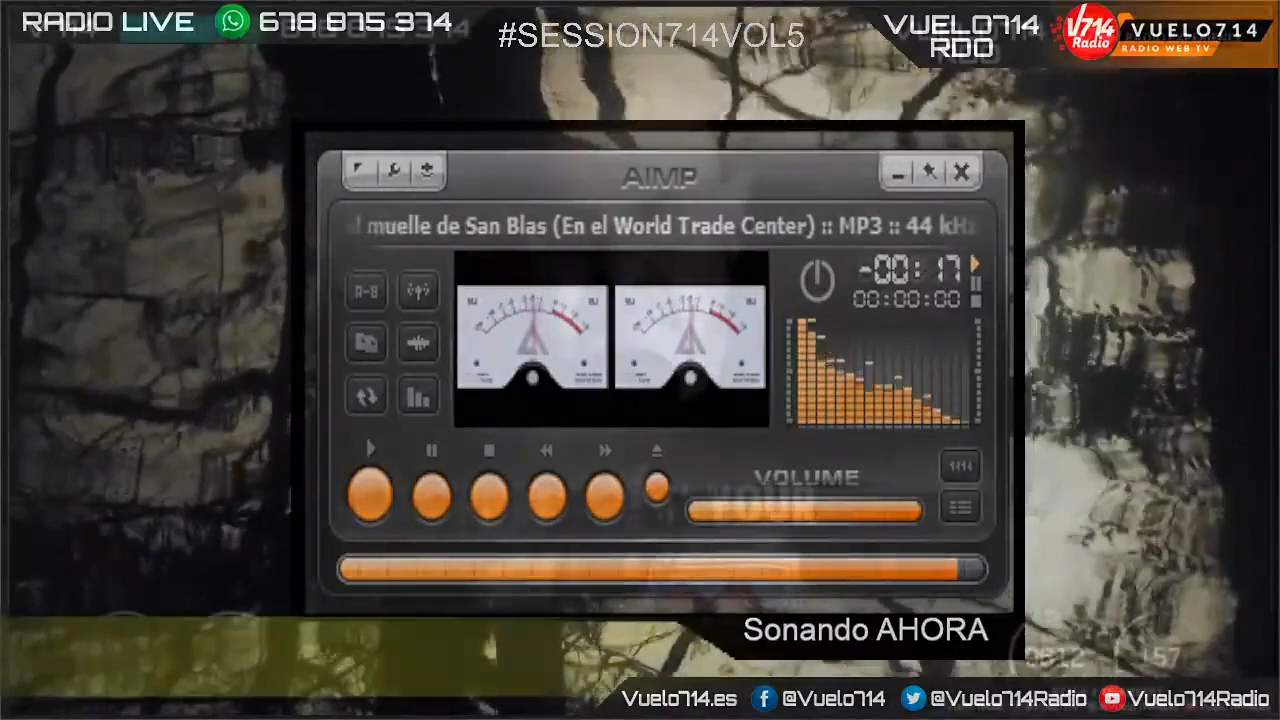 RADIO LIVE 678 875 374
#SESSION714VOL5
VUELO714
RDO
V714
Radio
VUELO714
RADIO WEB TV
AIMP
muelle de San Blas (En el World Trade Center) :: MP3 :: 44 kHz
A-B
-00:17
00:00:00
VOLUME
YOUR
Sonando AHORA
Vuelo714.es @Vuelo714 @Vuelo714Radio Vuelo714Radio